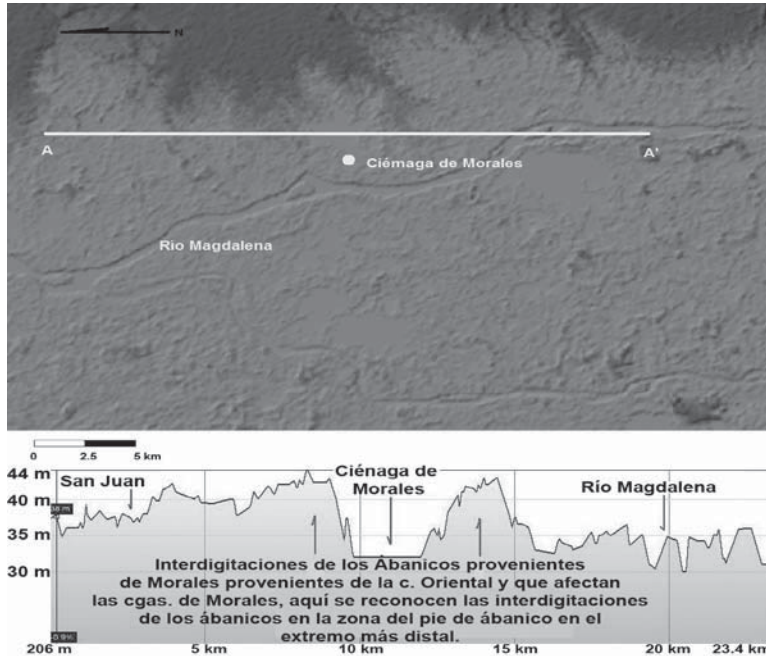 N
A
A'
Ciémaga de Morales
Río Magdalena
0 2.5 5 km
44 m
40 m
35 m
30 m
San Juan
Ciénaga de
Morales
Río Magdalena
Interdigitaciones de los Ábanicos provenientes
de Morales provenientes de la c. Oriental y que afectan
las cgas. de Morales, aquí se reconocen las interdigitaciones
de los ábanicos en la zona del pie de ábanico en el
extremo más distal.
206 m 5 km 10 km 15 km 20 km 23.4 km